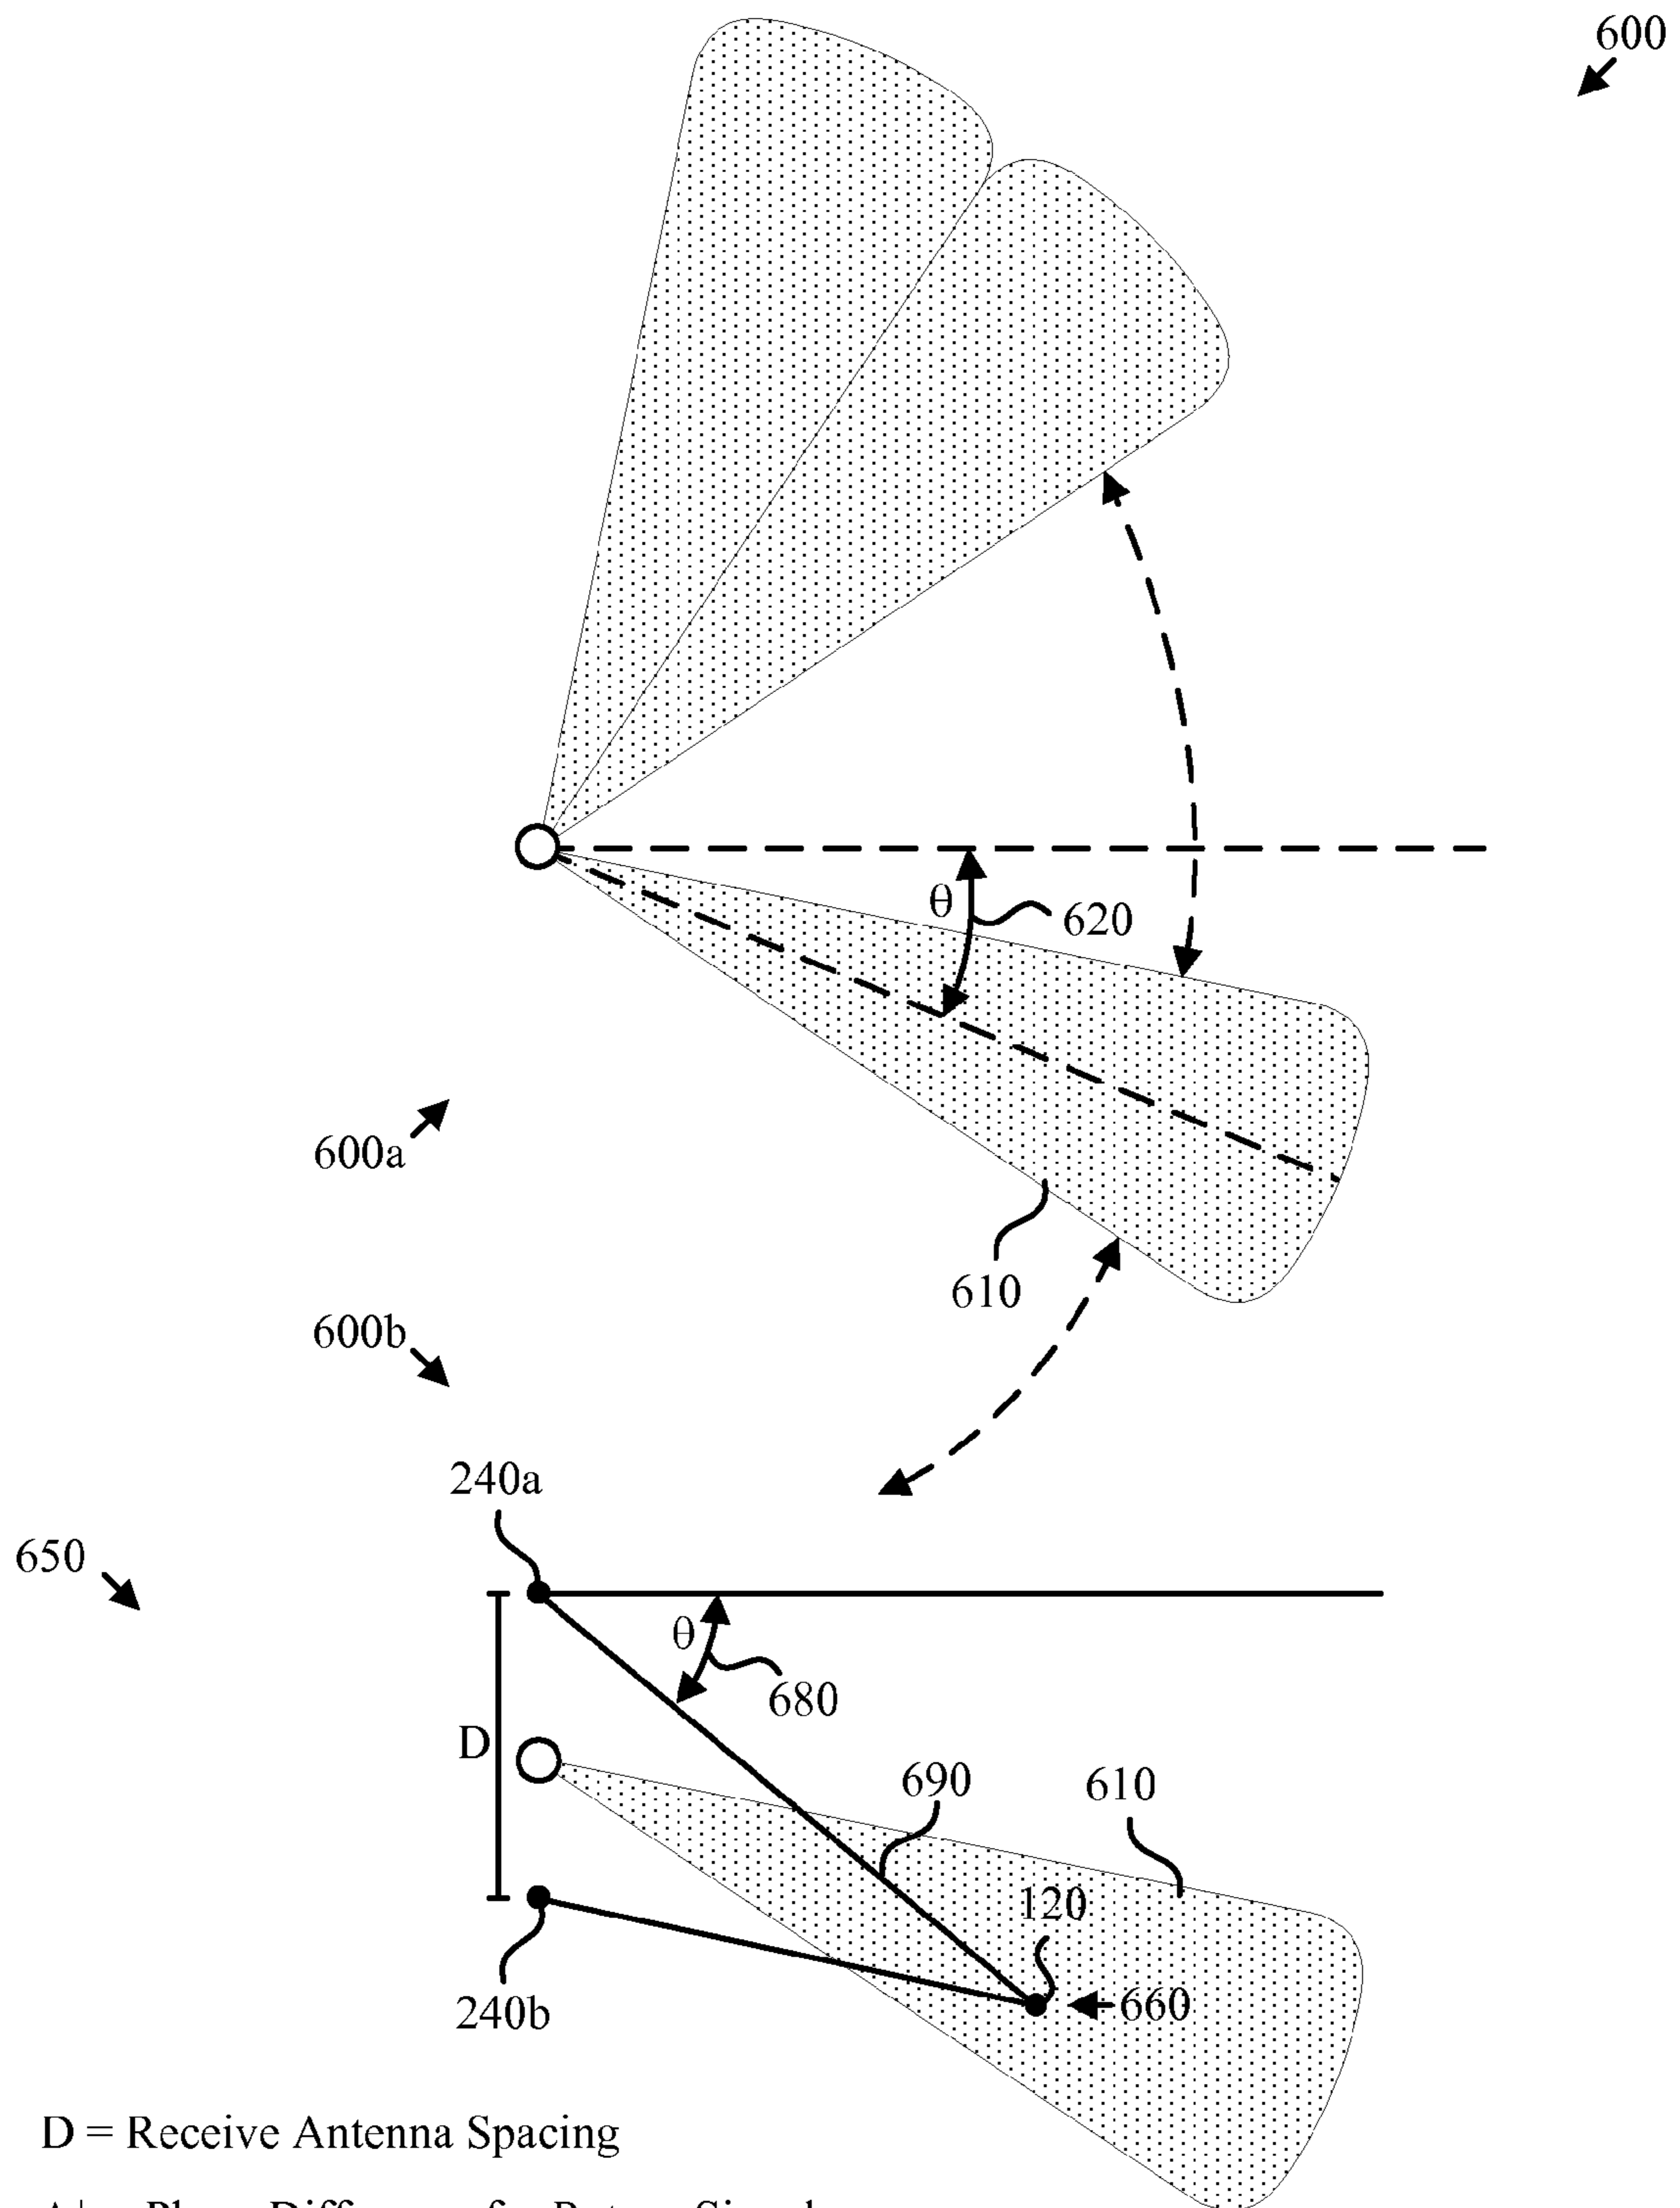 600
θ
620
600a
610
600b
240a
650
θ
680
D
690
610
120
660
240b
D = Receive Antenna Spacing